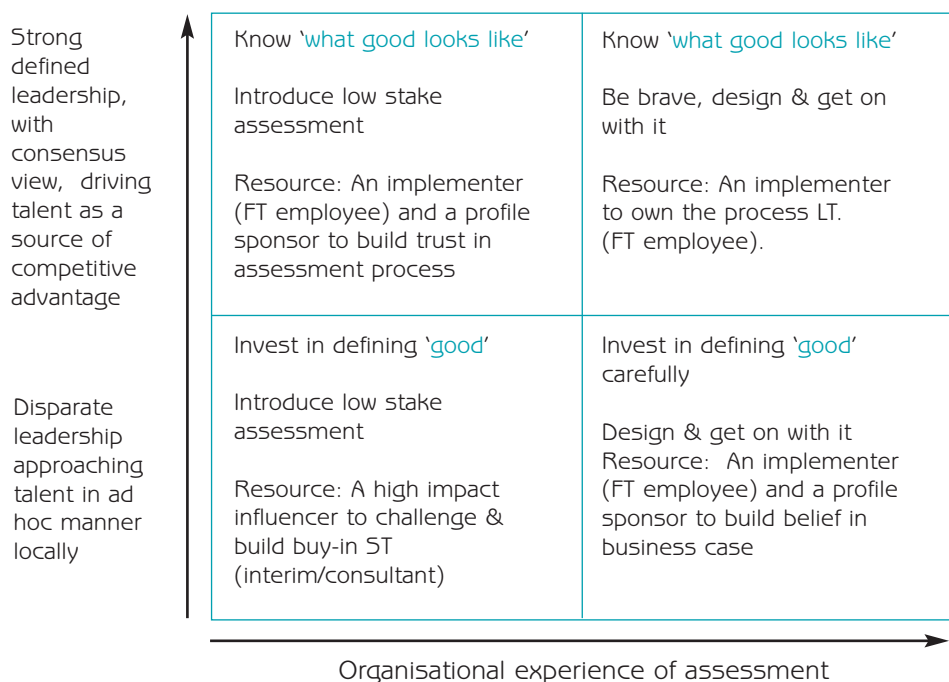 Strong
defined
leadership,
with
consensus
view, driving
talent as a
source of
competitive
advantage
Know ‘what good looks like’
Introduce low stake
assessment
Resource: An implementer
(FT employee) and a profile
sponsor to build trust in
assessment process
Know ‘what good looks like’
Be brave, design & get on
with it
Resource: An implementer
to own the process LT.
(FT employee).
Disparate
leadership
approaching
talent in ad
hoc manner
locally
Invest in defining ‘good’
Introduce low stake
assessment
Resource: A high impact
influencer to challenge &
build buy-in ST
(interim/consultant)
Invest in defining ‘good’
carefully
Design & get on with it
Resource: An implementer
(FT employee) and a profile
sponsor to build belief in
business case
Organisational experience of assessment